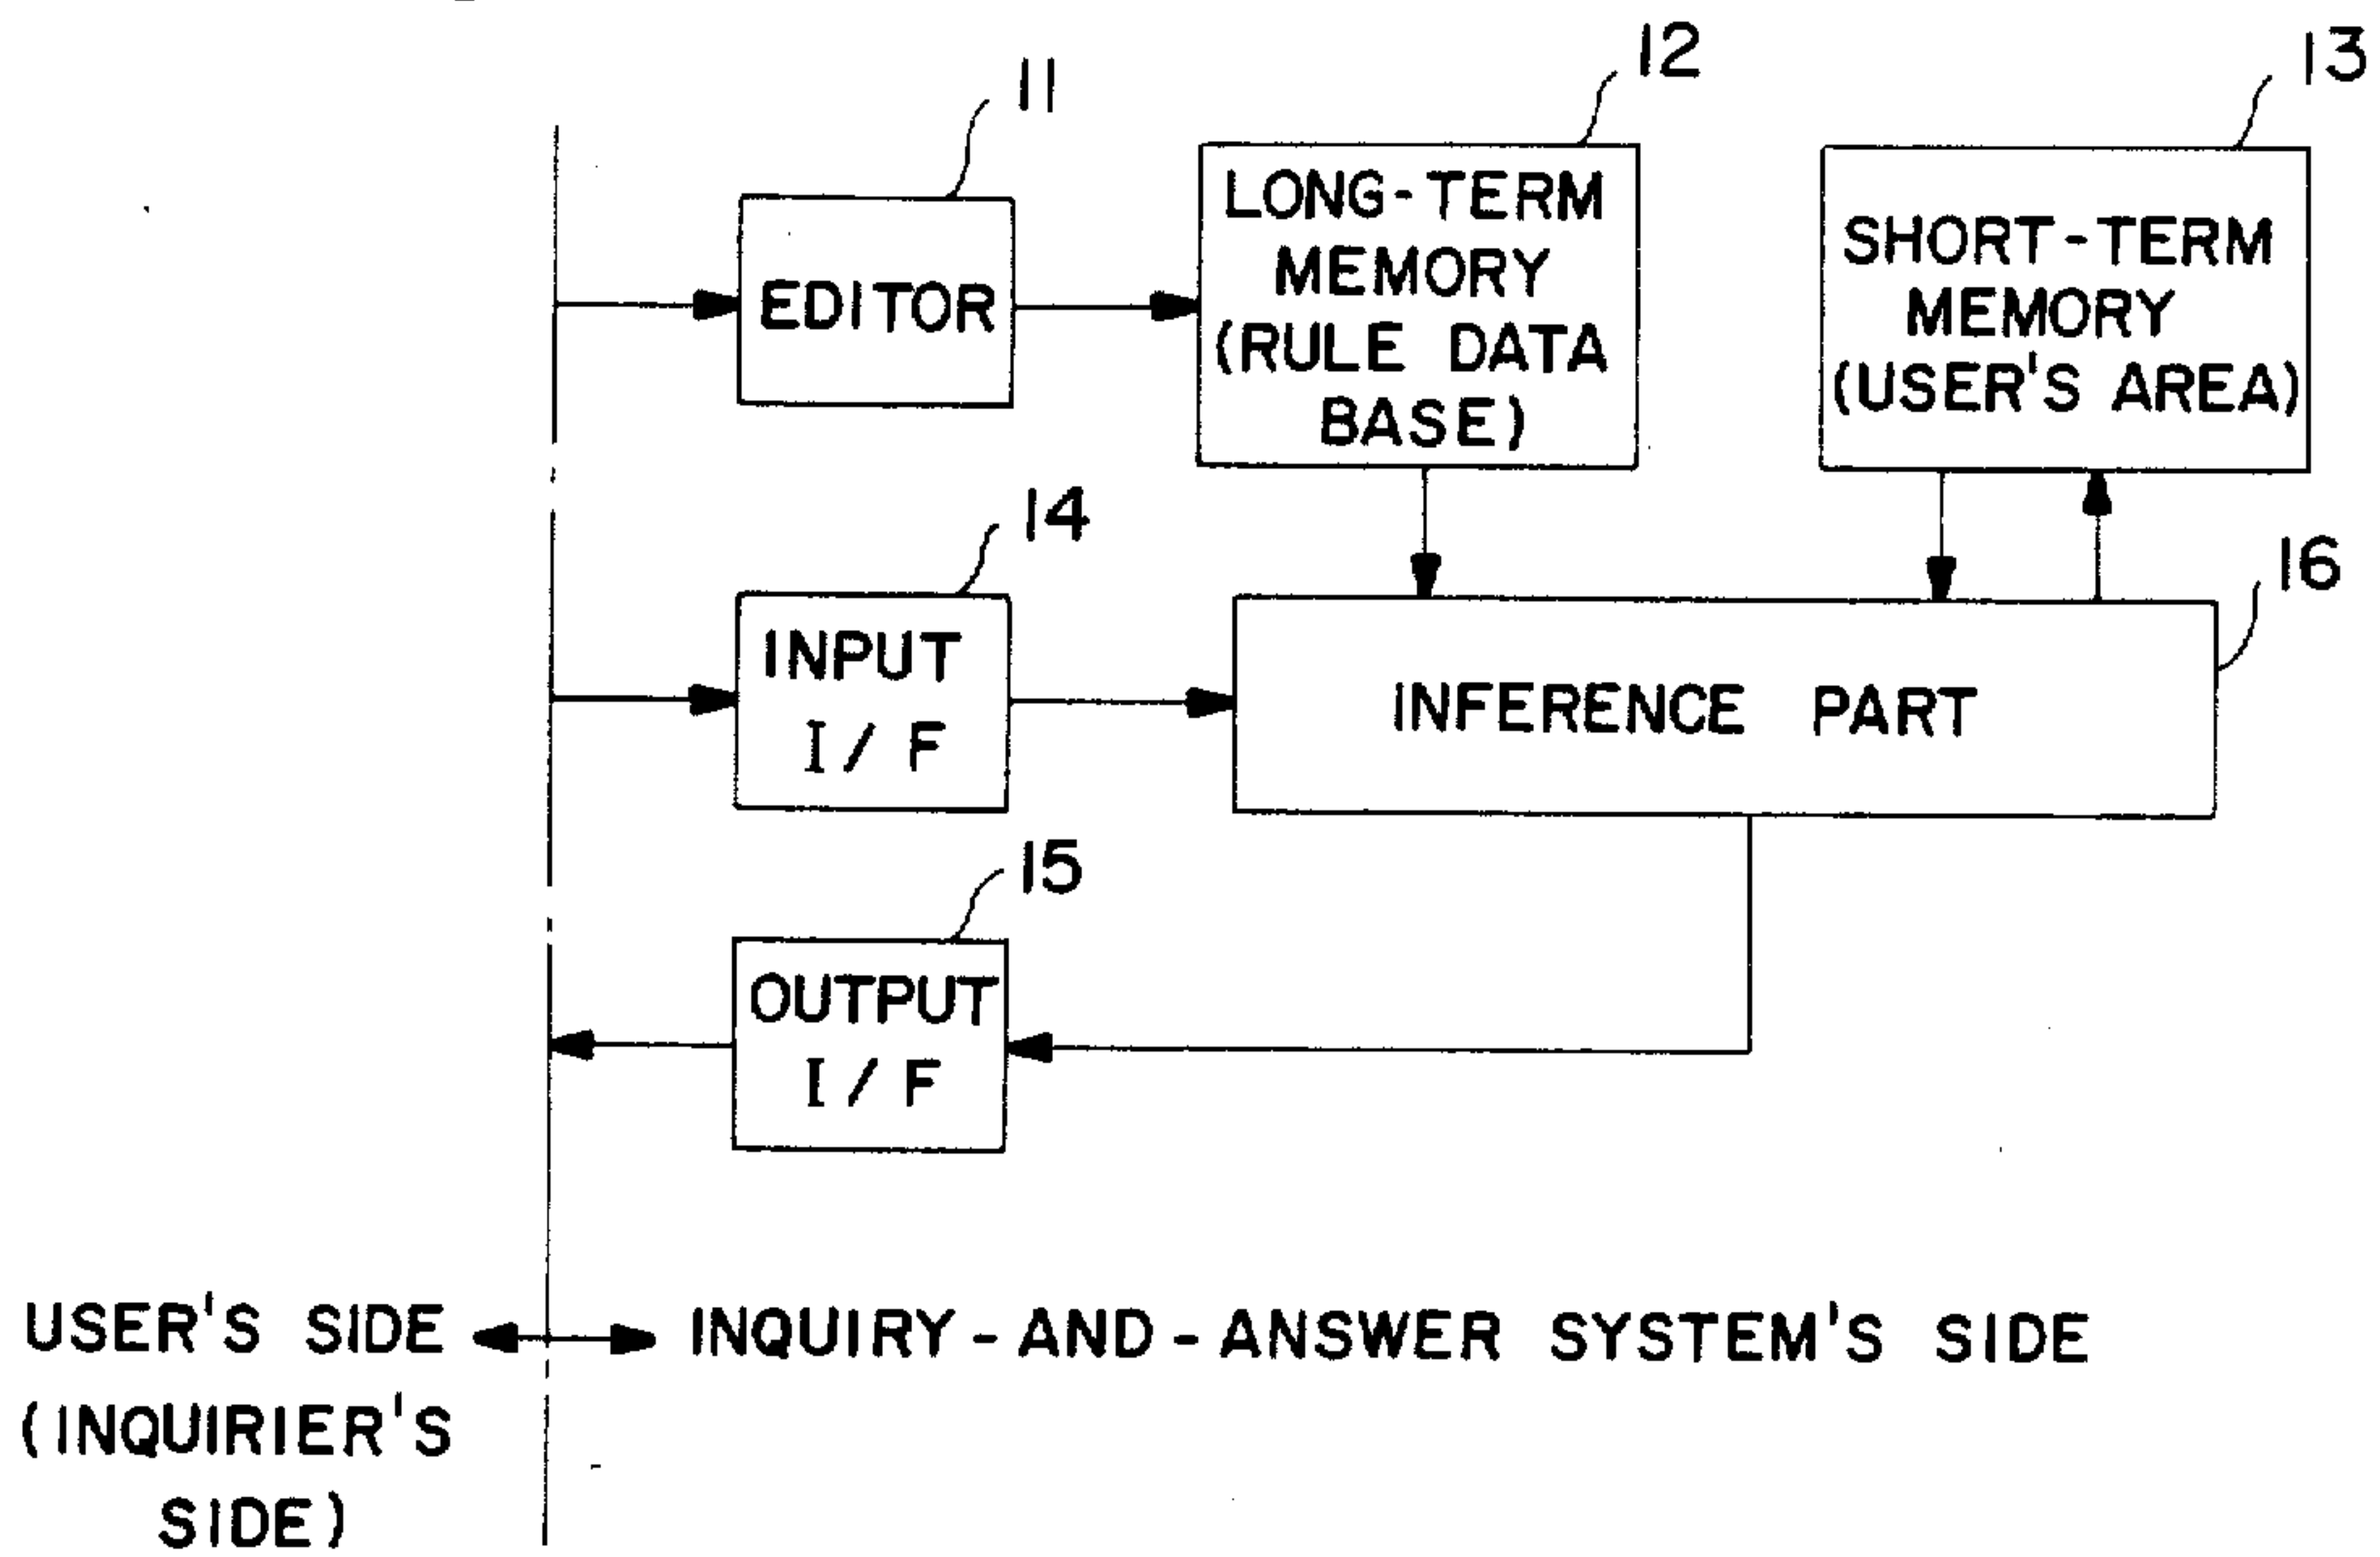 11
12
13
EDITOR
LONG-TERM
MEMORY
(RULE DATA
BASE)
SHORT-TERM
MEMORY
(USER'S AREA)
14
16
INPUT
I/F
INFERENCE PART
15
OUTPUT
I/F
USER'S SIDE
(INQUIRIER'S
SIDE)
INQUIRY-AND-ANSWER SYSTEM'S SIDE